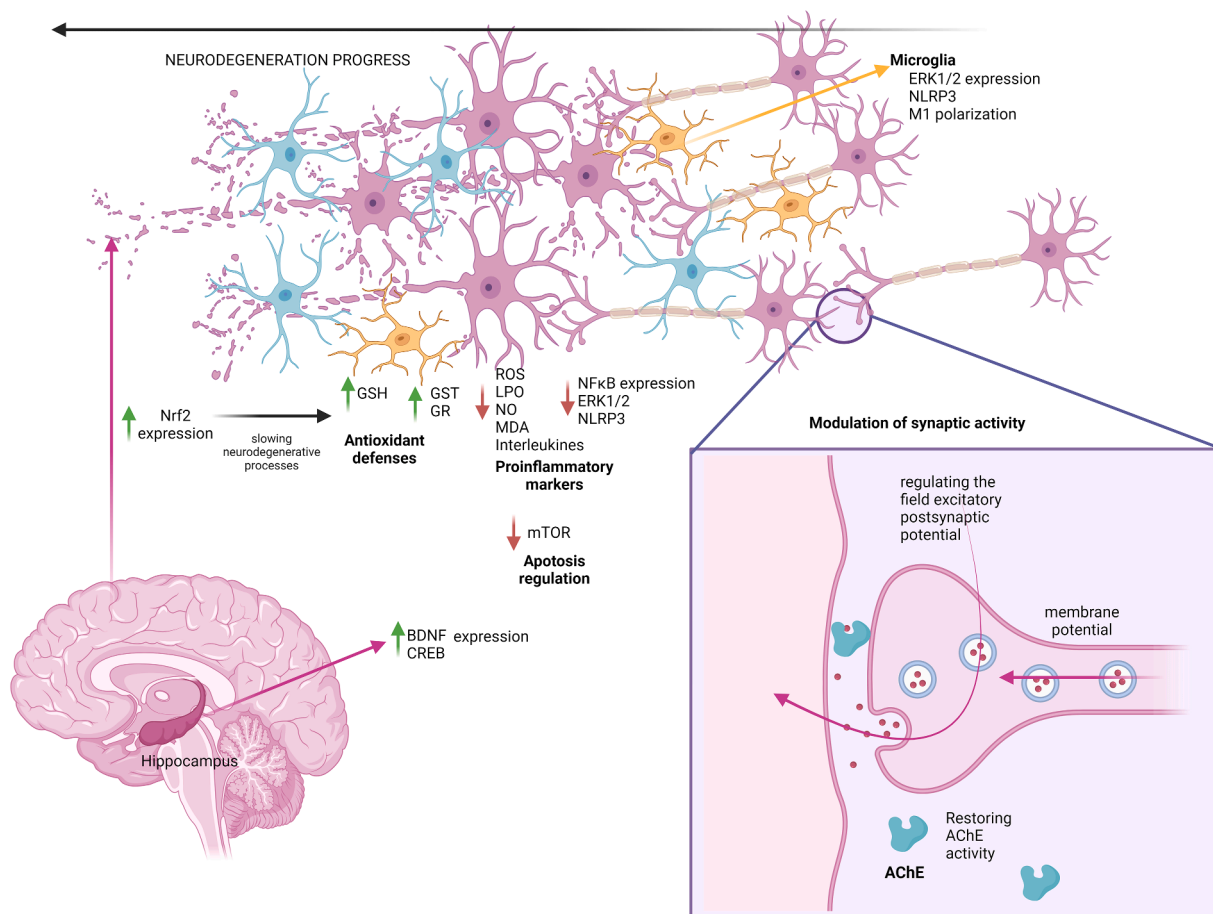 NEURODEGENERATION PROGRESS
Microglia
ERK1/2 expression
NLRP3
M1 polarization
Nrf2
expression
slowing
neurodegenerative
processes
GSH
GST
GR
Antioxidant
defenses
ROS
LPO
NO
MDA
Interleukines
Proinflammatory
markers
NFκB expression
ERK1/2
NLRP3
mTOR
Apotosis
regulation
BDNF expression
CREB
Hippocampus
Modulation of synaptic activity
regulating the
field excitatory
postsynaptic
potential
membrane
potential
Restoring
AChE
activity
AChE